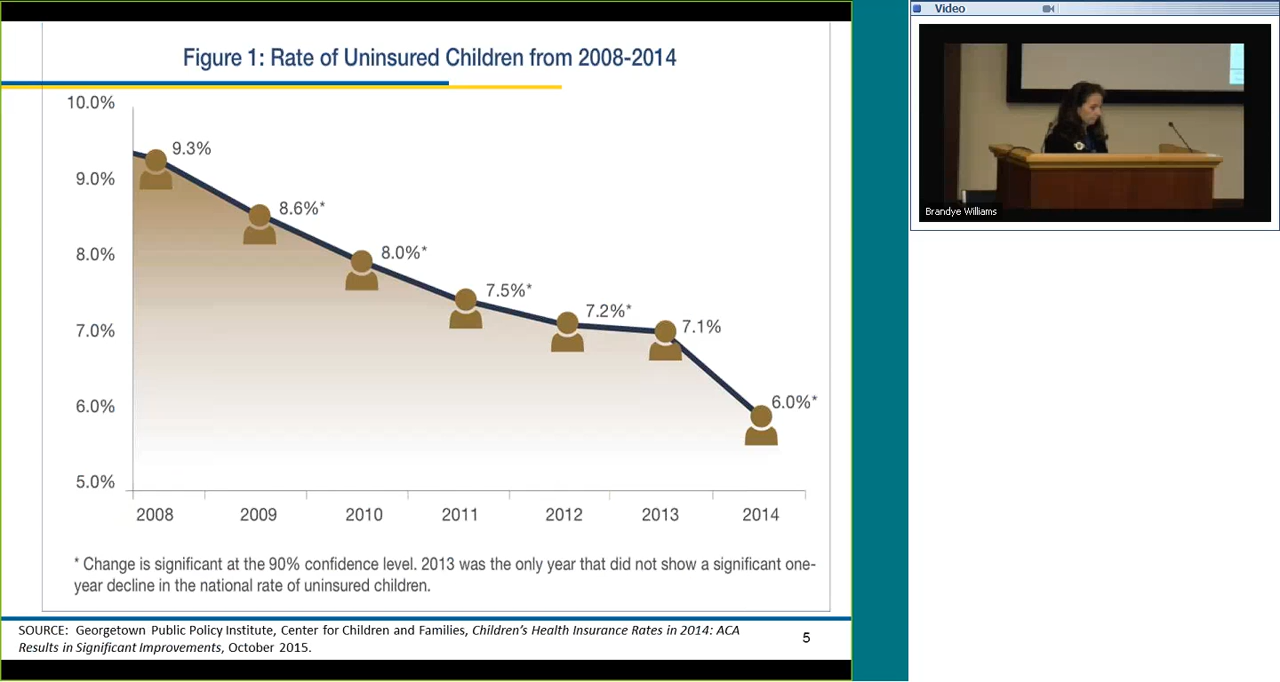 Figure 1: Rate of Uninsured Children from 2008-2014
10.0%
9.0%
8.0%
7.0%
6.0%
5.0%
9.3%
8.6%*
8.0%*
7.5%*
7.2%*
7.1%
6.0%*
2008 2009 2010 2011 2012 2013 2014
* Change is significant at the 90% confidence level. 2013 was the only year that did not show a significant one-
year decline in the national rate of uninsured children.
SOURCE: Georgetown Public Policy Institute, Center for Children and Families, Children's Health Insurance Rates in 2014: ACA
Results in Significant Improvements, October 2015.
5
Video
Brandye Williams